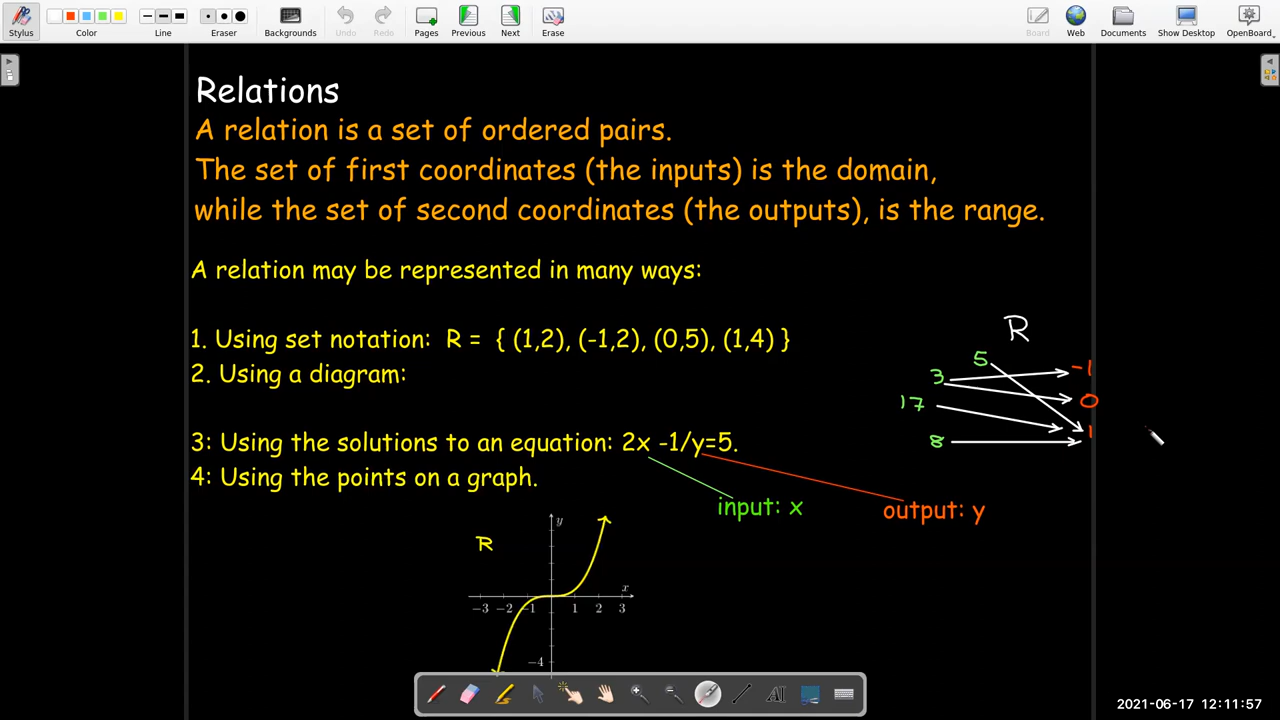 Stylus Color Line Eraser Backgrounds Undo Redo Pages Previous Next Erase Board Web Documents Show Desktop OpenBoard
Relations
A relation is a set of ordered pairs.
The set of first coordinates (the inputs) is the domain,
while the set of second coordinates (the outputs), is the range.
A relation may be represented in many ways:
1. Using set notation: R = { (1,2), (-1,2), (0,5), (1,4) }
2. Using a diagram:
R
5
3 -1
17 0
8 1
3: Using the solutions to an equation: 2x -1/y=5.
4: Using the points on a graph.
input: x output: y
R
y
x
−3 −2 −1 1 2 3
−4
2021-06-17 12:11:57